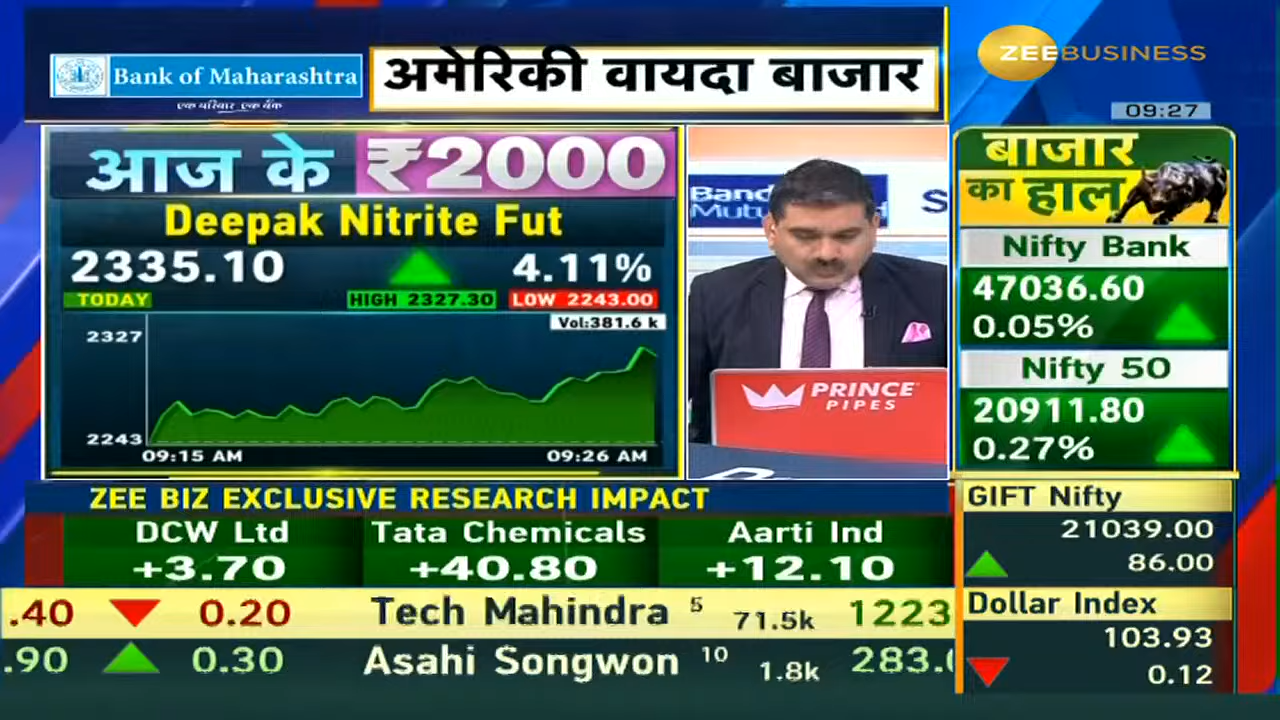 Bank of Maharashtra
एक परिवार एक बैंक
अमेरिकी वायदा बाजार
ZEEBUSINESS
09:27
आज के ₹2000
Deepak Nitrite Fut
2335.10 4.11%
TODAY HIGH 2327.30 LOW 2243.00
Vol:381.6 k
2327
2243
09:15 AM 09:26 AM
PRINCE
PIPES
बाजार
का हाल
Nifty Bank
47036.60
0.05%
Nifty 50
20911.80
0.27%
GIFT Nifty
21039.00
86.00
Dollar Index
103.93
0.12
ZEE BIZ EXCLUSIVE RESEARCH IMPACT
DCW Ltd Tata Chemicals Aarti Ind
+3.70 +40.80 +12.10
.40 0.20 Tech Mahindra 5 71.5k 1223
.90 0.30 Asahi Songwon 10 1.8k 283.